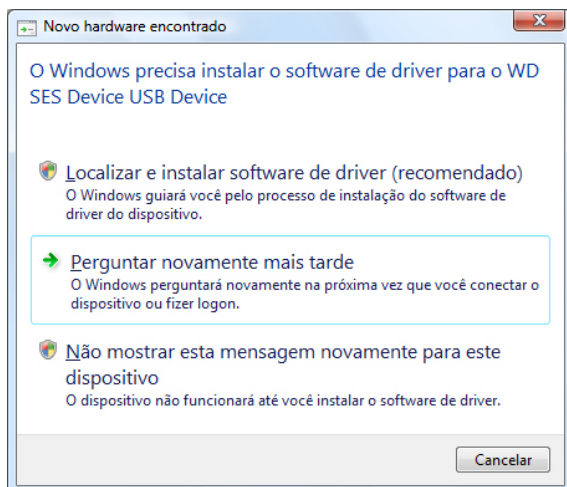 Novo hardware encontrado
O Windows precisa instalar o software de driver para o WD
SES Device USB Device
Localizar e instalar software de driver (recomendado)
O Windows guiará você pelo processo de instalação do software de
driver do dispositivo.
Perguntar novamente mais tarde
O Windows perguntará novamente na próxima vez que você conectar o
dispositivo ou fizer logon.
Não mostrar esta mensagem novamente para este
dispositivo
O dispositivo não funcionará até você instalar o software de driver.
Cancelar